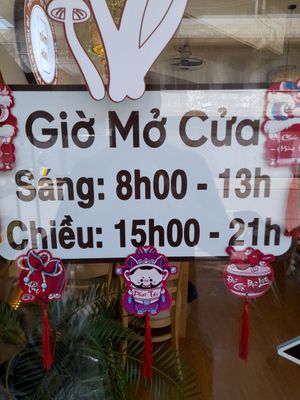 Giờ Mở Cửa
Sáng: 8h00 - 13h
Chiều: 15h00 - 21h